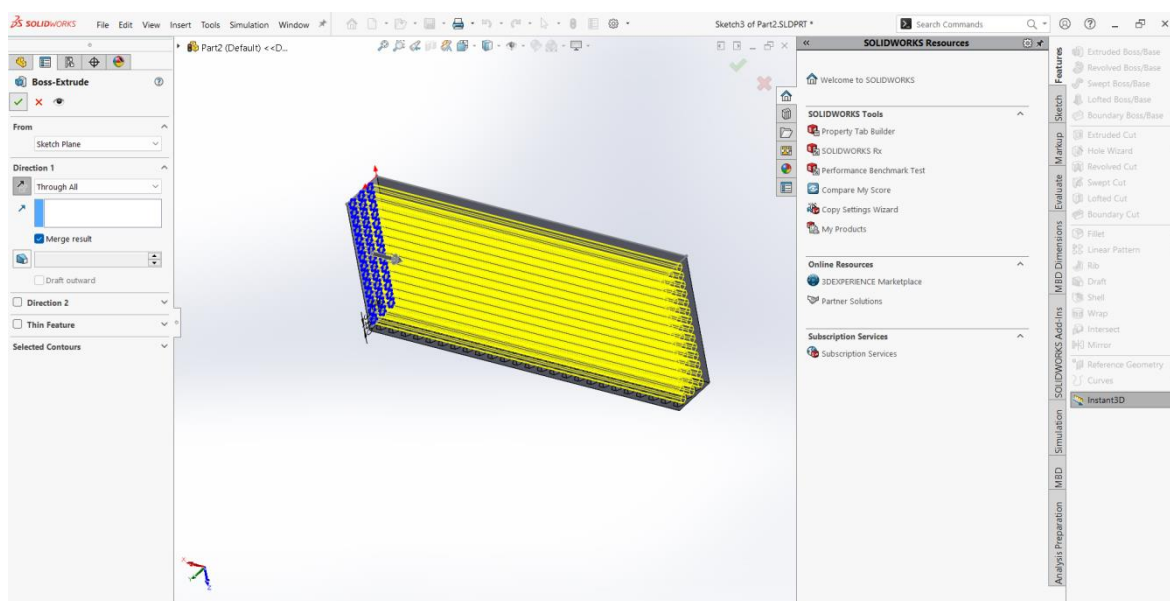 SOLIDWORKS File Edit View Insert Tools Simulation Window Sketch3 of Part2.SLDPRT * Search Commands
Part2 (Default) <<D...
Boss-Extrude
From
Sketch Plane
Direction 1
Through All
Merge result
Draft outward
Direction 2
Thin Feature
Selected Contours
SOLIDWORKS Resources
Welcome to SOLIDWORKS
SOLIDWORKS Tools
Property Tab Builder
SOLIDWORKS Rx
Performance Benchmark Test
Compare My Score
Copy Settings Wizard
My Products
Online Resources
3DEXPERIENCE Marketplace
Partner Solutions
Subscription Services
Subscription Services
Features
Sketch
Markup
Evaluate
MBD Dimensions
SOLIDWORKS Add-Ins
Simulation
MBD
Analysis Preparation
Extruded Boss/Base
Revolved Boss/Base
Swept Boss/Base
Lofted Boss/Base
Boundary Boss/Base
Extruded Cut
Hole Wizard
Revolved Cut
Swept Cut
Lofted Cut
Boundary Cut
Fillet
Linear Pattern
Rib
Draft
Shell
Wrap
Intersect
Mirror
Reference Geometry
Curves
Instant3D